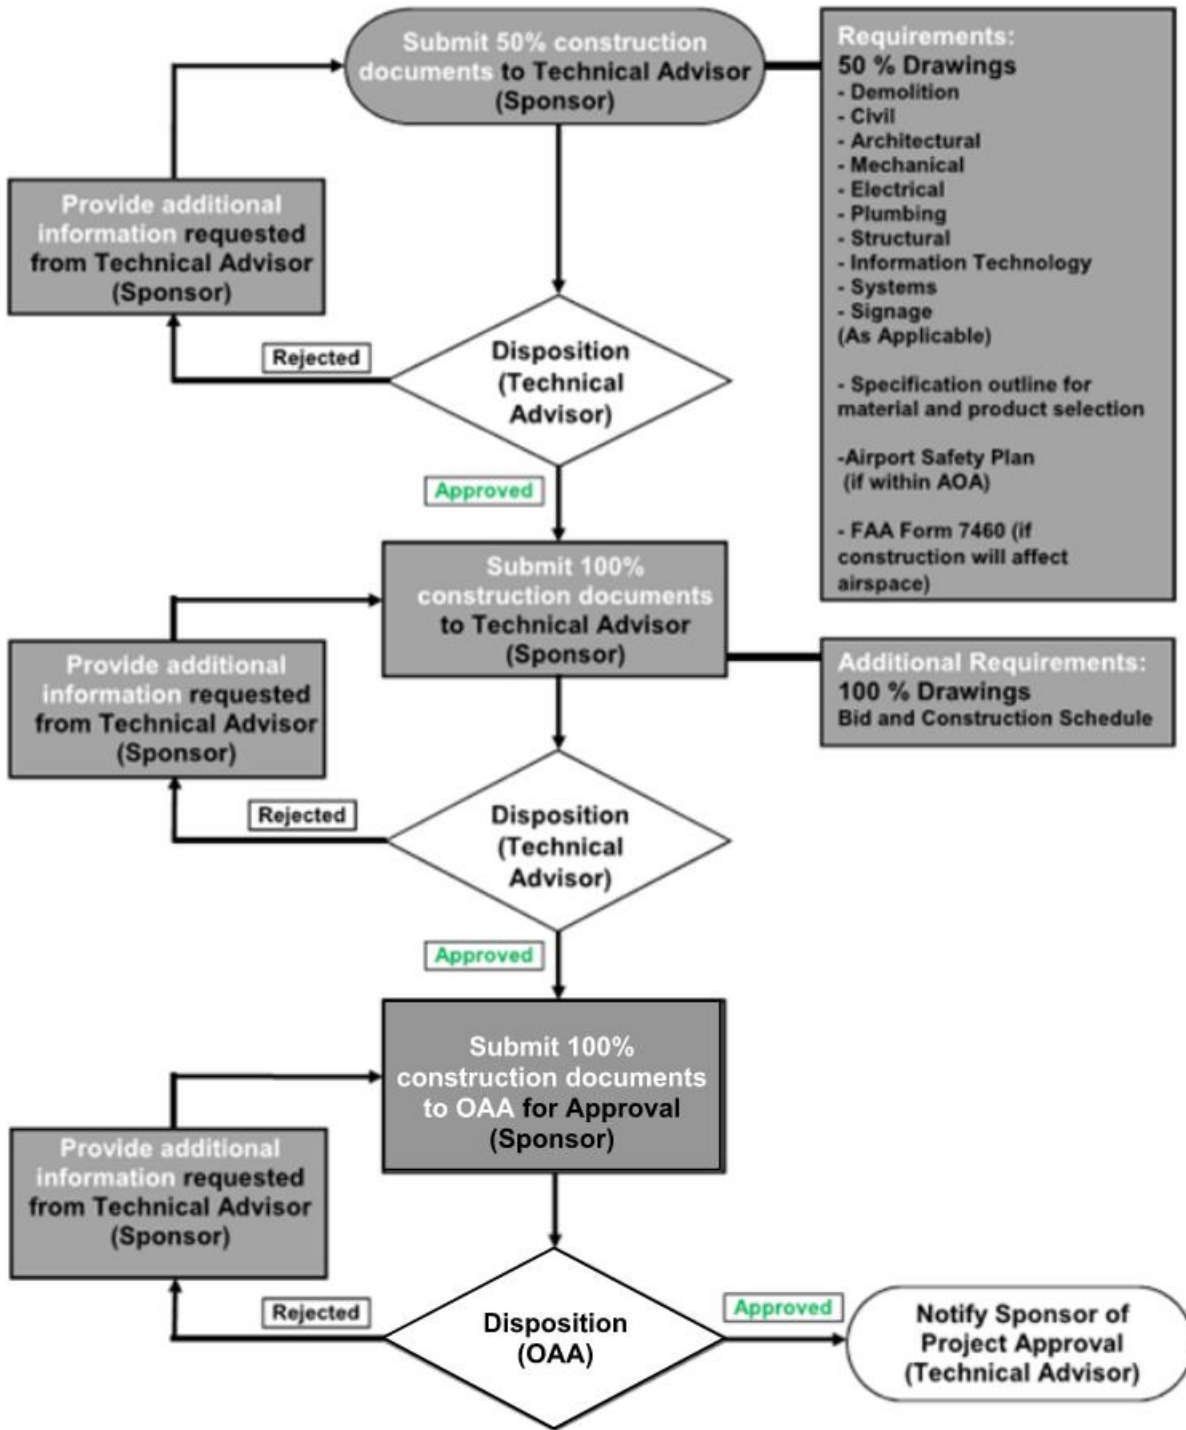 Submit 50% construction
documents to Technical Advisor
(Sponsor)
Requirements:
50 % Drawings
- Demolition
- Civil
- Architectural
- Mechanical
- Electrical
- Plumbing
- Structural
- Information Technology
- Systems
- Signage
(As Applicable)
- Specification outline for
material and product selection
-Airport Safety Plan
(if within AOA)
- FAA Form 7460 (if
construction will affect
airspace)
Provide additional
information requested
from Technical Advisor
(Sponsor)
Rejected
Disposition
(Technical
Advisor)
Approved
Submit 100%
construction documents
to Technical Advisor
(Sponsor)
Additional Requirements:
100 % Drawings
Bid and Construction Schedule
Provide additional
information requested
from Technical Advisor
(Sponsor)
Rejected
Disposition
(Technical
Advisor)
Approved
Submit 100%
construction documents
to OAA for Approval
(Sponsor)
Provide additional
information requested
from Technical Advisor
(Sponsor)
Rejected
Disposition
(OAA)
Approved
Notify Sponsor of
Project Approval
(Technical Advisor)